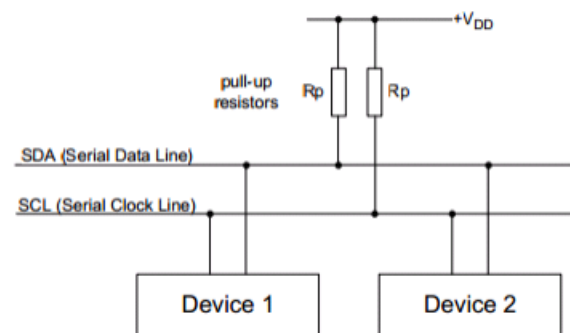 +VDD
pull-up
resistors
Rp
Rp
SDA (Serial Data Line)
SCL (Serial Clock Line)
Device 1
Device 2